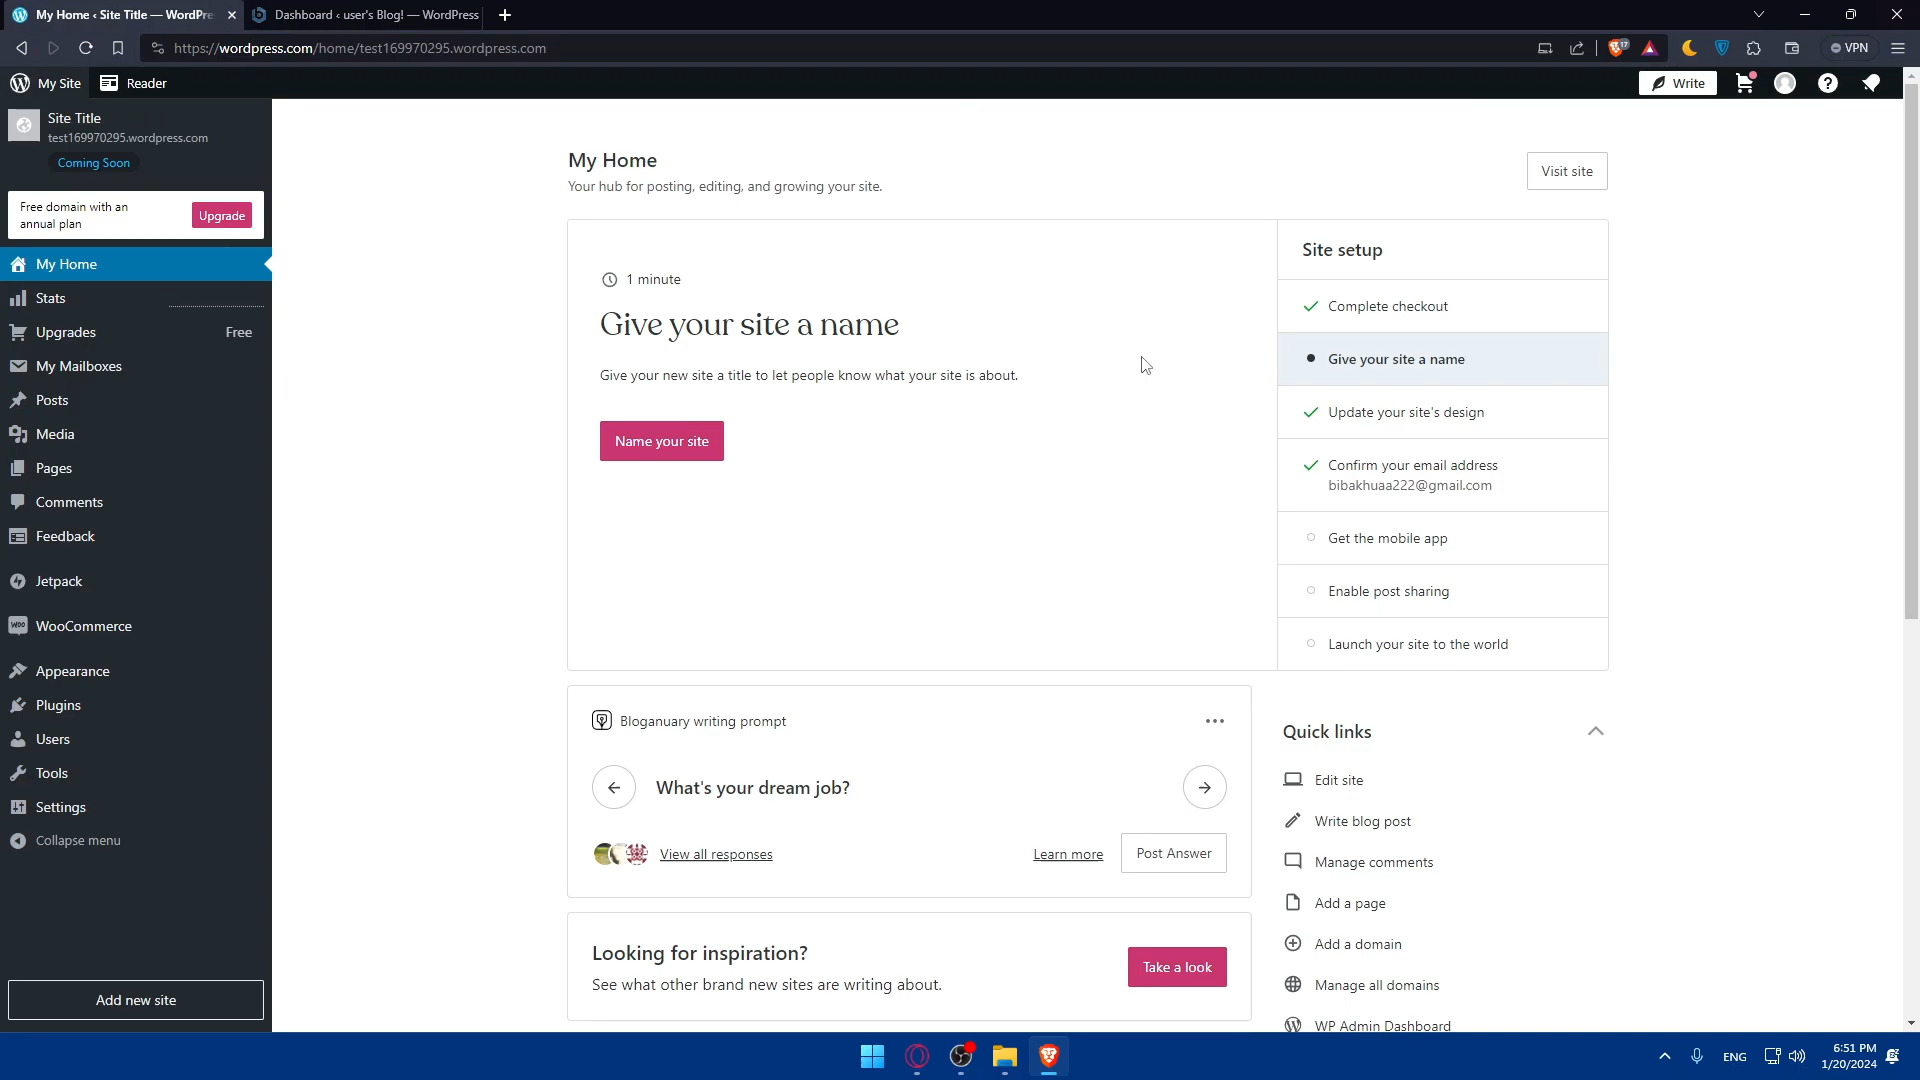 My Home ‹ Site Title — WordPre
Dashboard ‹ user's Blog! — WordPress
https://wordpress.com/home/test169970295.wordpress.com
17
VPN
My Site
Reader
Write
Site Title
test169970295.wordpress.com
Coming Soon
Free domain with an
annual plan
Upgrade
My Home
Stats
Upgrades
Free
My Mailboxes
Posts
Media
Pages
Comments
Feedback
Jetpack
WooCommerce
Appearance
Plugins
Users
Tools
Settings
Collapse menu
Add new site
My Home
Your hub for posting, editing, and growing your site.
Visit site
1 minute
Give your site a name
Give your new site a title to let people know what your site is about.
Name your site
Site setup
Complete checkout
Give your site a name
Update your site's design
Confirm your email address
bibakhuaa222@gmail.com
Get the mobile app
Enable post sharing
Launch your site to the world
Bloganuary writing prompt
What's your dream job?
View all responses
Learn more
Post Answer
Looking for inspiration?
See what other brand new sites are writing about.
Take a look
Quick links
Edit site
Write blog post
Manage comments
Add a page
Add a domain
Manage all domains
WP Admin Dashboard
ENG
6:51 PM
1/20/2024